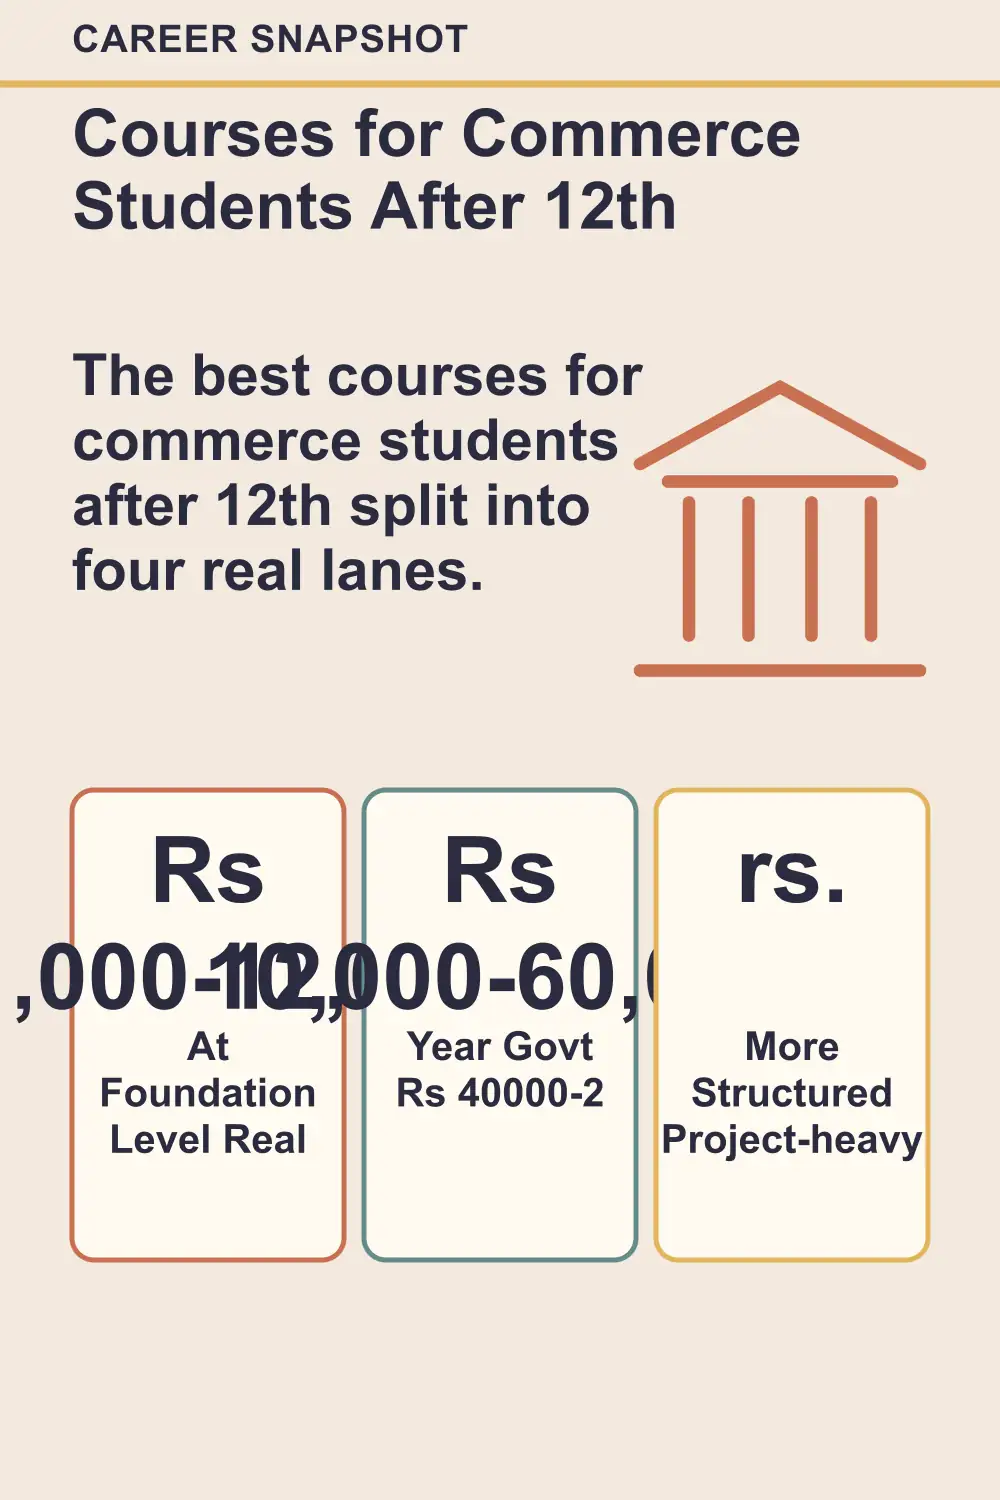 CAREER SNAPSHOT
Courses for Commerce
Students After 12th
The best courses for
commerce students
after 12th split into
four real lanes.
Rs
Rs
rs.
At
Foundation
Level Real
Year Govt
Rs 40000-2
More
Structured
Project-heavy